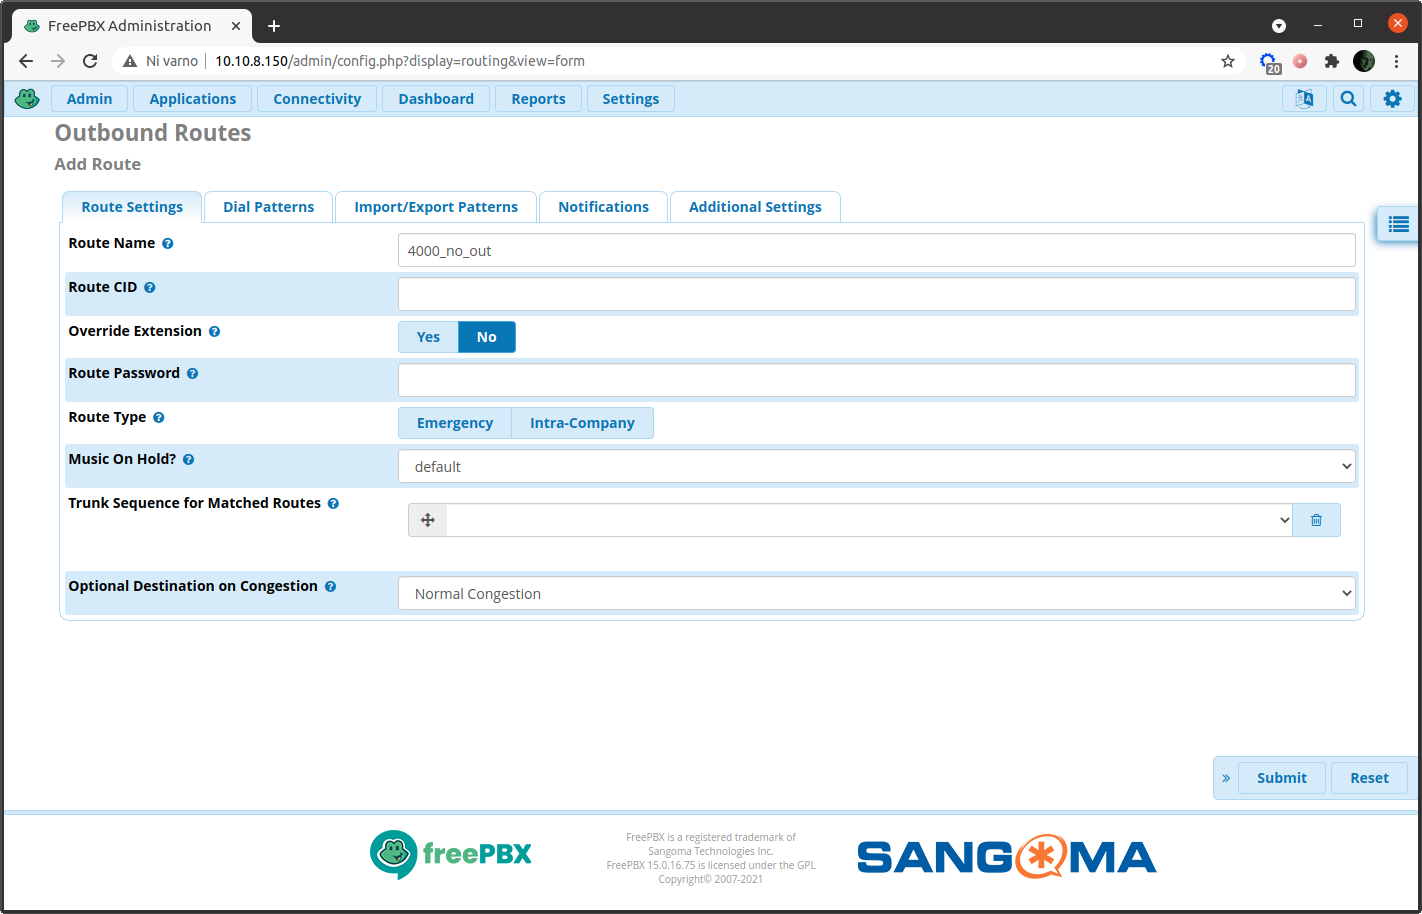 FreePBX Administration
Ni varno
10.10.8.150/admin/config.php?display=routing&view=form
20
Admin
Applications
Connectivity
Dashboard
Reports
Settings
Outbound Routes
Add Route
Route Settings
Dial Patterns
Import/Export Patterns
Notifications
Additional Settings
Route Name
4000_no_out
Route CID
Override Extension
Yes
No
Route Password
Route Type
Emergency
Intra-Company
Music On Hold?
default
Trunk Sequence for Matched Routes
Optional Destination on Congestion
Normal Congestion
Submit
Reset
freePBX
FreePBX is a registered trademark of
Sangoma Technologies Inc.
FreePBX 15.0.16.75 is licensed under the GPL
Copyright© 2007-2021
SANGOMA